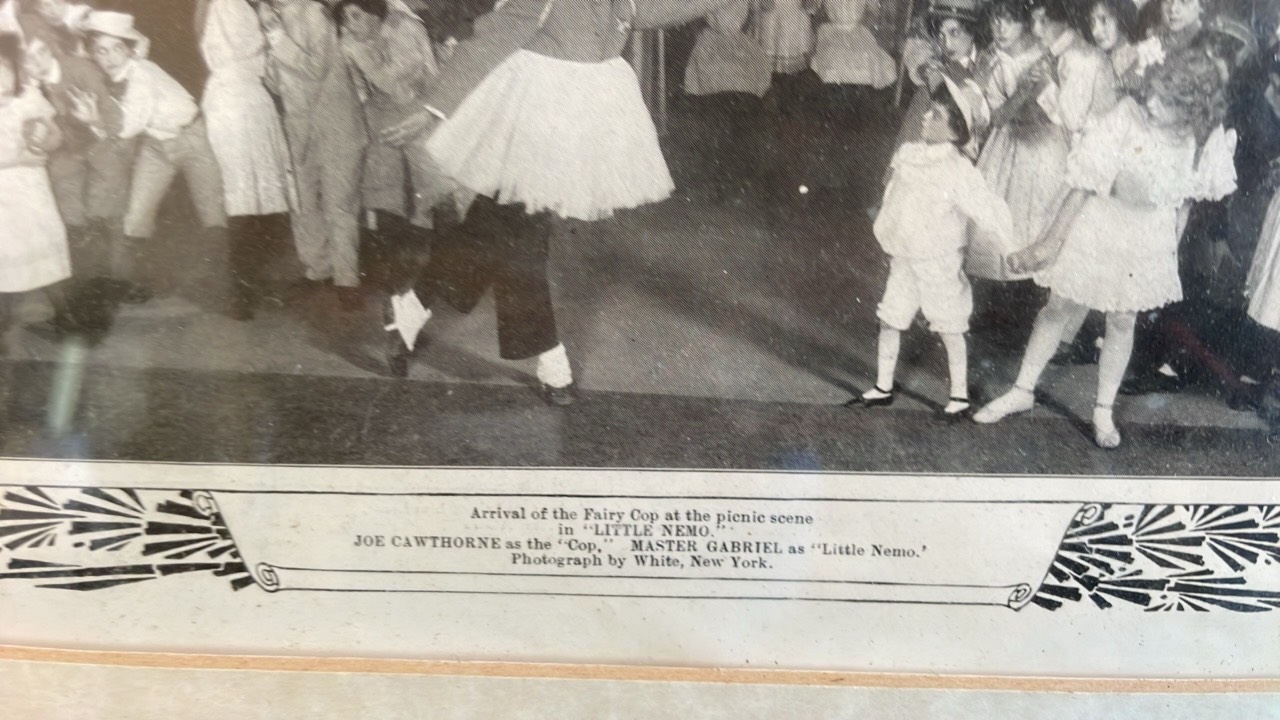 Arrival of the Fairy Cop at the picnic scene
in "LITTLE NEMO."
JOE CAWTHORNE as the "Cop," MASTER GABRIEL as "Little Nemo.'
Photograph by White, New York.